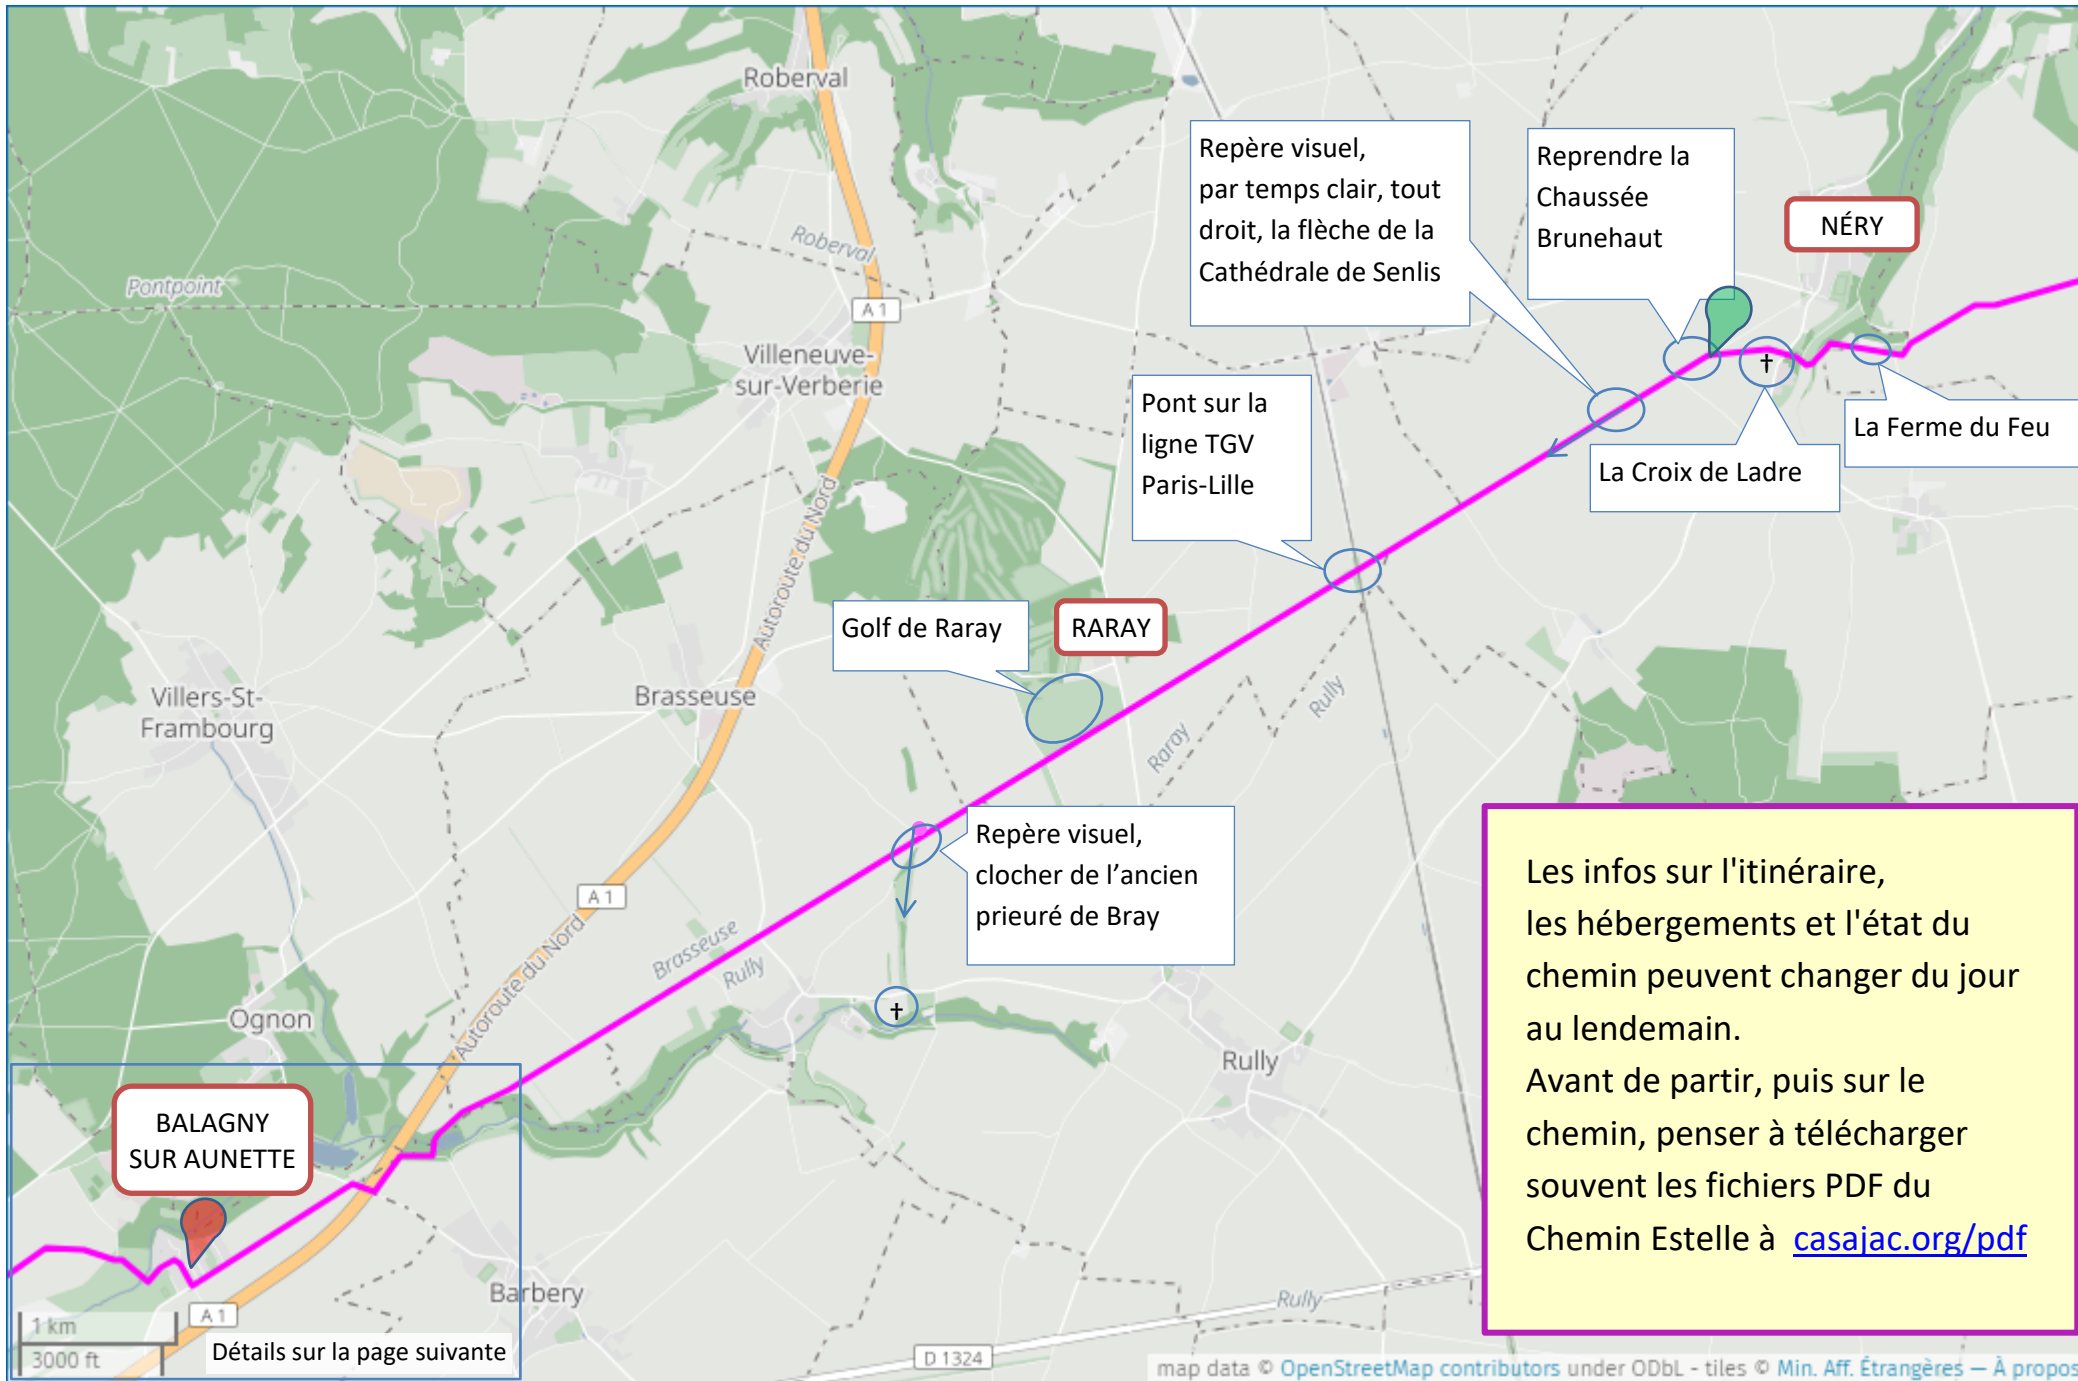 Roberval
Repère visuel,
par temps clair, tout
droit, la flèche de la
Cathédrale de Senlis
Reprendre la
Chaussée
Brunehaut
NÉRY
Roberval
Pontpoint
A 1
Villeneuve-
sur-Verberie
Pont sur la
ligne TGV
Paris-Lille
La Ferme du Feu
La Croix de Ladre
Autoroute du Nord
Golf de Raray
RARAY
Villers-St-
Frambourg
Brasseuse
Rully
Raray
Repère visuel,
clocher de l’ancien
prieuré de Bray
A 1
Autoroute du Nord
Brasseuse
Rully
Ognon
Rully
BALAGNY
SUR AUNETTE
Les infos sur l'itinéraire,
les hébergements et l'état du
chemin peuvent changer du jour
au lendemain.
Avant de partir, puis sur le
chemin, penser à télécharger
souvent les fichiers PDF du
Chemin Estelle à casajac.org/pdf
Barbery
Rully
A 1
1 km
3000 ft
Détails sur la page suivante
D 1324
map data © OpenStreetMap contributors under ODbL - tiles © Min. Aff. Étrangères — À propos